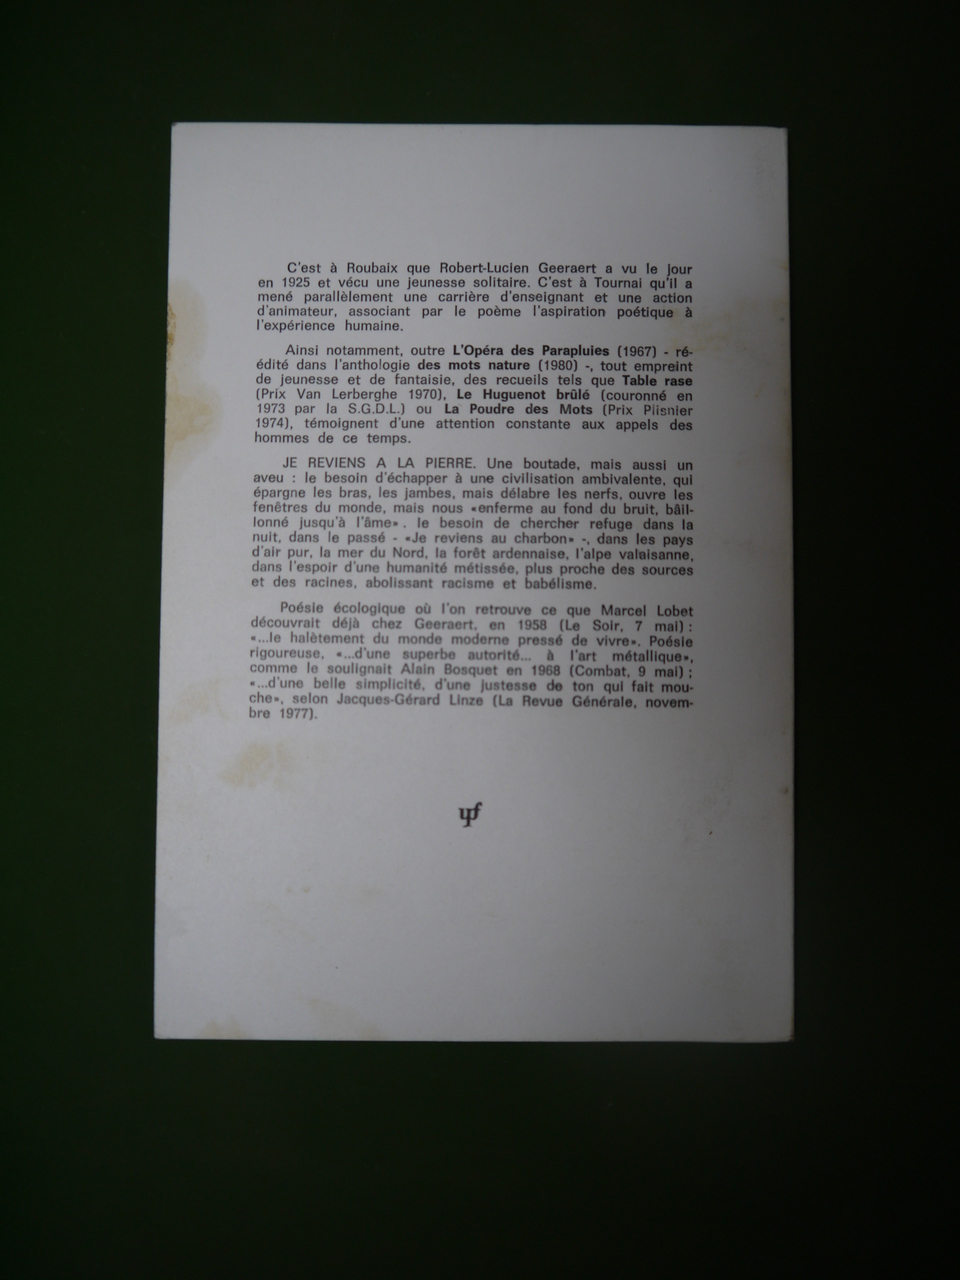 C'est à Roubaix que Robert-Lucien Geeraert a vu le jour
en 1925 et vécu une jeunesse solitaire. C'est à Tournai qu'il a
mené parallèlement une carrière d'enseignant et une action
d'animateur, associant par le poème l'aspiration poétique à
l'expérience humaine.
Ainsi notamment, outre L'Opéra des Parapluies (1967) - ré-
édité dans l'anthologie des mots nature (1980) -, tout empreint
de jeunesse et de fantaisie, des recueils tels que Table rase
(Prix Van Lerberghe 1970), Le Huguenot brûlé (couronné en
1973 par la S.G.D.L.) ou La Poudre des Mots (Prix Plisnier
1974), témoignent d'une attention constante aux appels des
hommes de ce temps.
JE REVIENS A LA PIERRE. Une boutade, mais aussi un
aveu : le besoin d'échapper à une civilisation ambivalente, qui
épargne les bras, les jambes, mais délabre les nerfs, ouvre les
fenêtres du monde, mais nous «enferme au fond du bruit, bâil-
lonné jusqu'à l'âme». le besoin de chercher refuge dans la
nuit, dans le passé - «Je reviens au charbon» -, dans les pays
d'air pur, la mer du Nord, la forêt ardennaise, l'alpe valaisanne,
dans l'espoir d'une humanité métissée, plus proche des sources
et des racines, abolissant racisme et babélisme.
Poésie écologique où l'on retrouve ce que Marcel Lobet
découvrait déjà chez Geeraert, en 1958 (Le Soir, 7 mai) :
«...le halètement du monde moderne pressé de vivre». Poésie
rigoureuse, «...d'une superbe autorité... à l'art métallique»,
comme le soulignait Alain Bosquet en 1968 (Combat, 9 mai) ;
«...d'une belle simplicité, d'une justesse de ton qui fait mou-
che», selon Jacques-Gérard Linze (La Revue Générale, novem-
bre 1977).